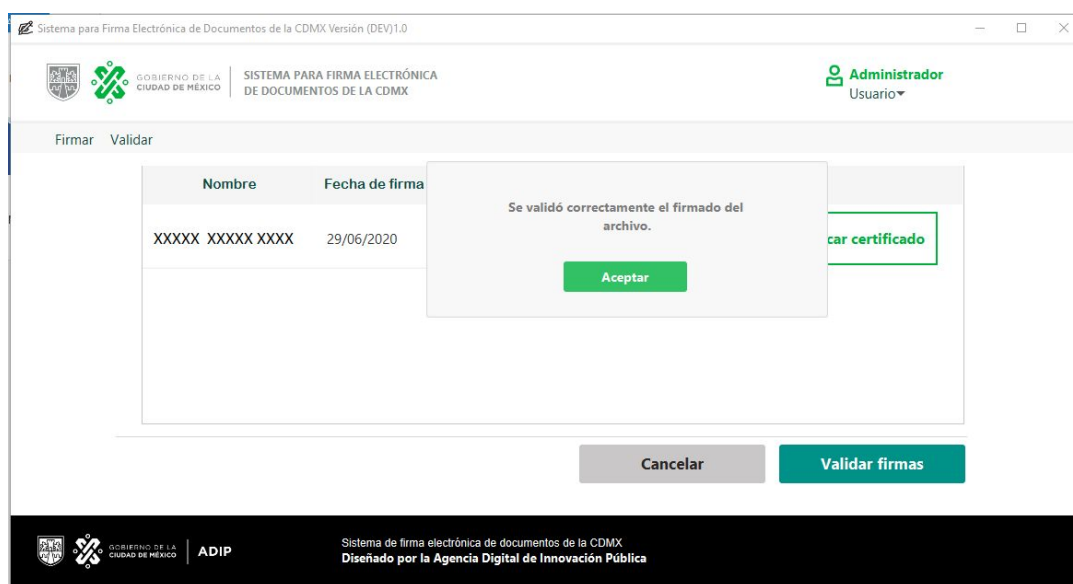 Sistema para Firma Electrónica de Documentos de la CDMX Versión (DEV)1.0
GOBIERNO DE LA
CIUDAD DE MÉXICO
SISTEMA PARA FIRMA ELECTRÓNICA
DE DOCUMENTOS DE LA CDMX
Administrador
Usuario
Firmar Validar
Nombre Fecha de firma
Se validó correctamente el firmado del
archivo.
XXXXX XXXXX XXXX 29/06/2020
car certificado
Aceptar
Cancelar Validar firmas
GOBIERNO DE LA
CIUDAD DE MÉXICO
ADIP
Sistema de firma electrónica de documentos de la CDMX
Diseñado por la Agencia Digital de Innovación Pública